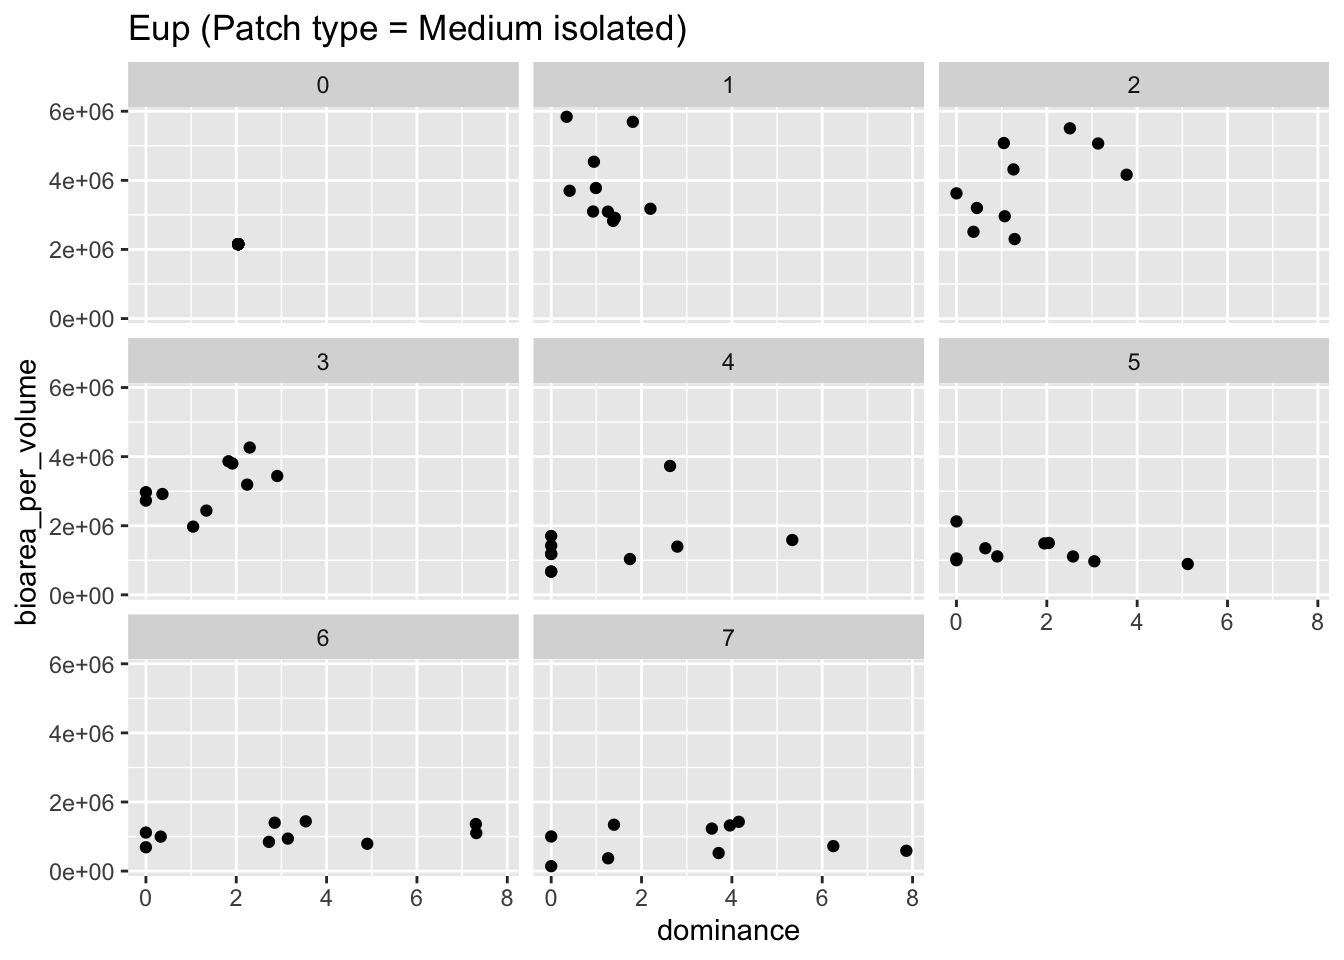 Eup (Patch type = Medium isolated)
0 1 2
6e+06
4e+06
2e+06
0e+00
3 4 5
6e+06
4e+06
2e+06
0e+00
0 2 4 6 8
6 7
6e+06
4e+06
2e+06
0e+00
0 2 4 6 8 0 2 4 6 8
dominance
bioarea_per_volume